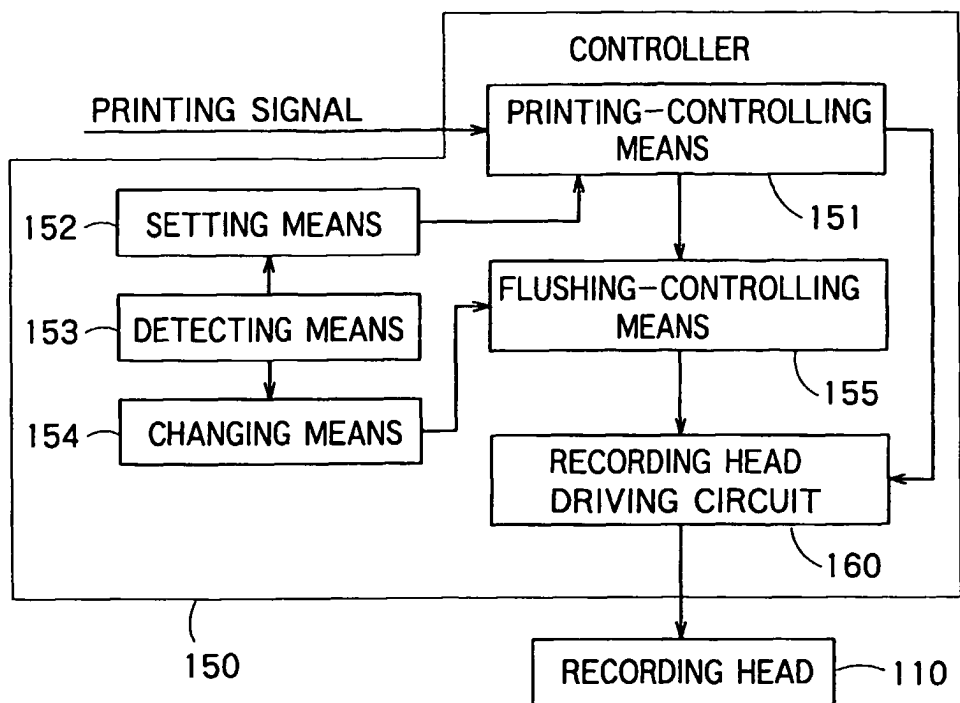 CONTROLLER
PRINTING SIGNAL
PRINTING-CONTROLLING
MEANS
151
152
SETTING MEANS
153
DETECTING MEANS
FLUSHING-CONTROLLING
MEANS
155
154
CHANGING MEANS
RECORDING HEAD
DRIVING CIRCUIT
160
150
RECORDING HEAD
110